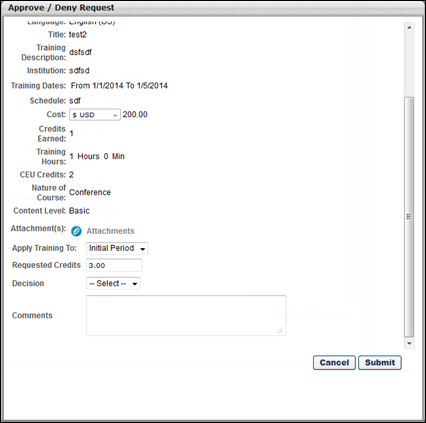 Approve / Deny Request
Language: English (US)
Title: test2
Training Description: dsfsdf
Institution: sdfsd
Training Dates: From 1/1/2014 To 1/5/2014
Schedule: sdf
Cost: $ USD 200.00
Credits Earned: 1
Training Hours: 1 Hours 0 Min
CEU Credits: 2
Nature of Course: Conference
Content Level: Basic
Attachment(s): Attachments
Apply Training To: Initial Period
Requested Credits 3.00
Decision -- Select --
Comments
Cancel Submit